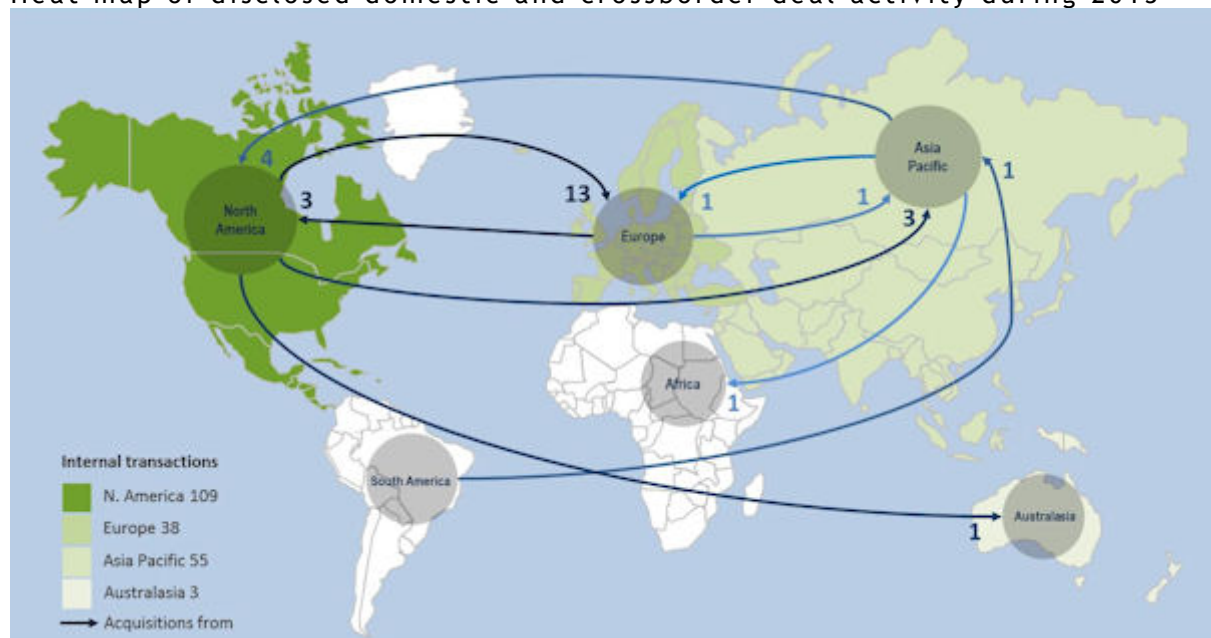 Heat map of disclosed domestic and crossborder deal activity during 2015
Asia
Pacific
4
3
13
1
1
3
1
North
America
Europe
Africa
1
South America
Australasia
1
Internal transactions
N. America 109
Europe 38
Asia Pacific 55
Australasia 3
Acquisitions from